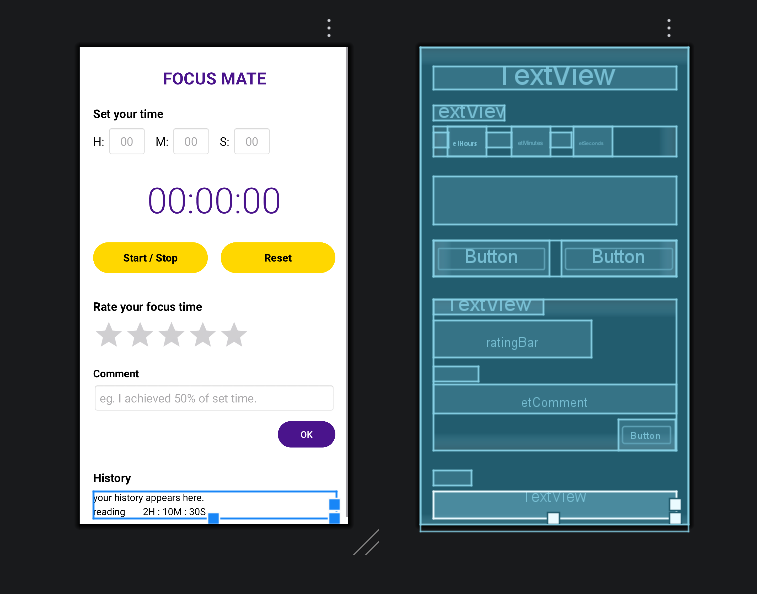 FOCUS MATE
Set your time
H: 00 M: 00 S: 00
00:00:00
Start / Stop Reset
Rate your focus time
Comment
eg. I achieved 50% of set time.
OK
History
your history appears here.
reading 2H : 10M : 30S
TextView
TextView
etHours etMinutes etSeconds
Button Button
TextView
ratingBar
etComment
Button
TextView